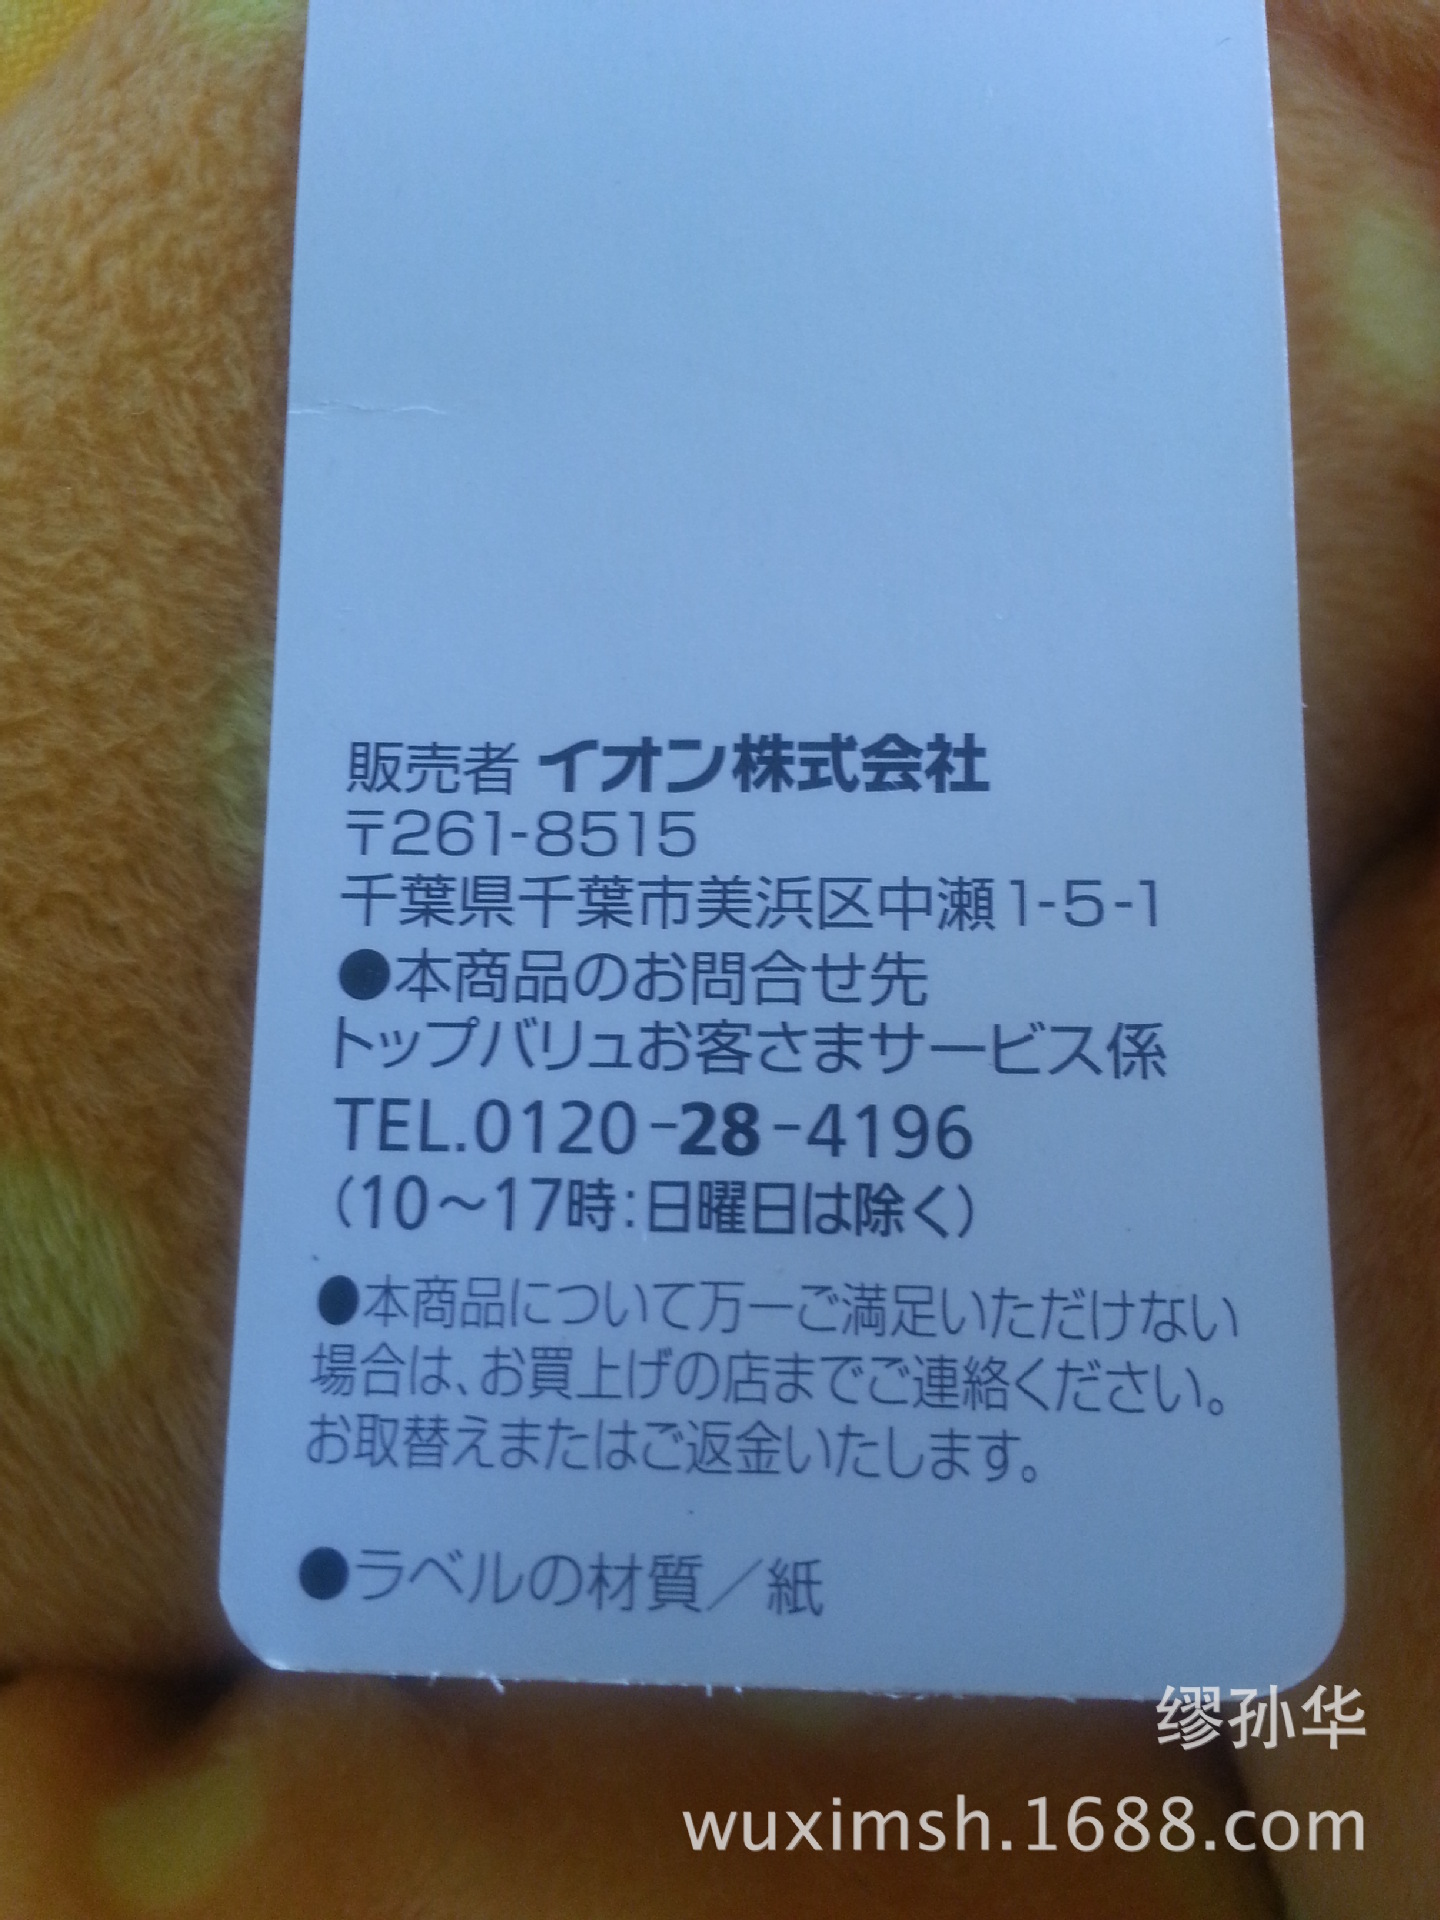 販売者 イオン株式会社
〒261-8515
千葉県千葉市美浜区中瀬1-5-1
●本商品のお問合せ先
トップバリュお客さまサービス係
TEL.0120-28-4196
(10〜17時:日曜日は除く)
●本商品について万一ご満足いただけない
場合は、お買上げの店までご連絡ください。
お取替えまたはご返金いたします。
●ラベルの材質／紙
缪孙华
wuximsh.1688.com